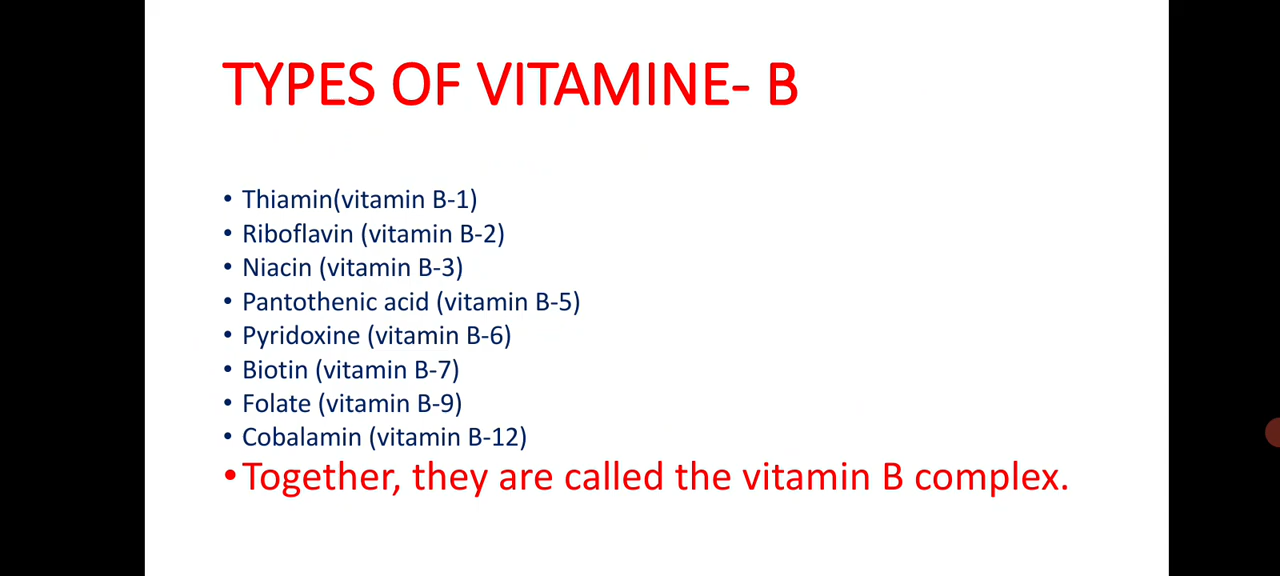 TYPES OF VITAMINE- B
• Thiamin(vitamin B-1)
• Riboflavin (vitamin B-2)
• Niacin (vitamin B-3)
• Pantothenic acid (vitamin B-5)
• Pyridoxine (vitamin B-6)
• Biotin (vitamin B-7)
• Folate (vitamin B-9)
• Cobalamin (vitamin B-12)
• Together, they are called the vitamin B complex.